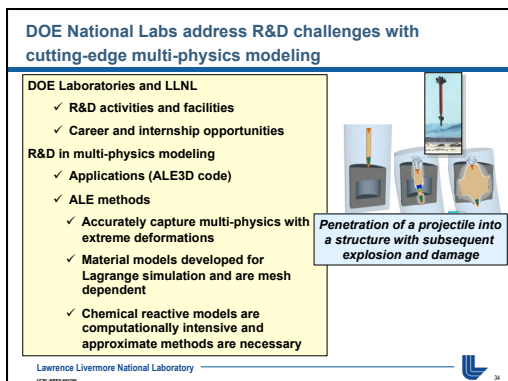 DOE National Labs address R&D challenges with
cutting-edge multi-physics modeling
DOE Laboratories and LLNL
✓ R&D activities and facilities
✓ Career and internship opportunities
R&D in multi-physics modeling
✓ Applications (ALE3D code)
✓ ALE methods
✓ Accurately capture multi-physics with
extreme deformations
✓ Material models developed for
Lagrange simulation and are mesh
dependent
✓ Chemical reactive models are
computationally intensive and
approximate methods are necessary
Penetration of a projectile into
a structure with subsequent
explosion and damage
Lawrence Livermore National Laboratory
34